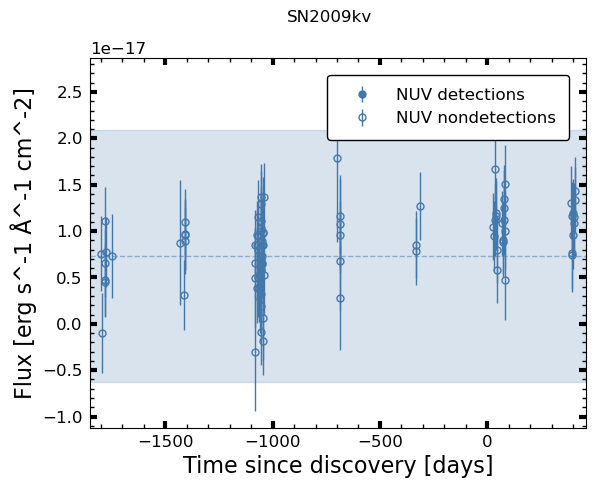 SN2009kv
1e−17
NUV detections
NUV nondetections
2.5
2.0
1.5
1.0
0.5
0.0
−0.5
−1.0
Flux [erg s^-1 Å^-1 cm^-2]
−1500
−1000
−500
0
Time since discovery [days]